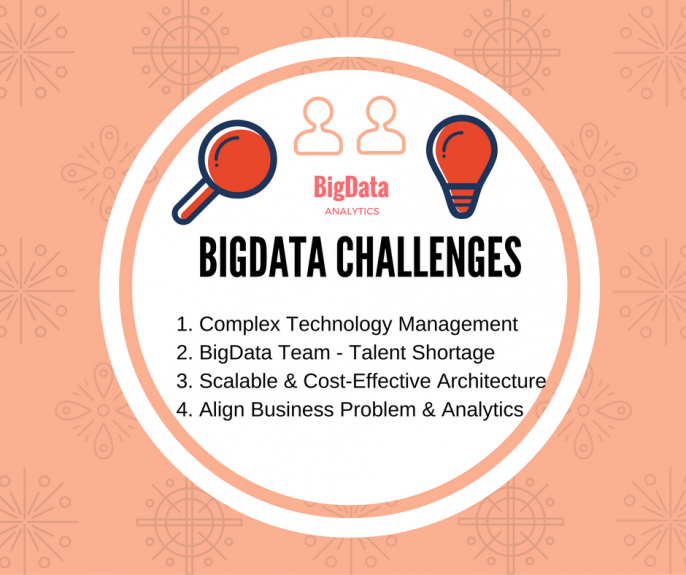 BigData
ANALYTICS
BIGDATA CHALLENGES
1. Complex Technology Management
2. BigData Team - Talent Shortage
3. Scalable & Cost-Effective Architecture
4. Align Business Problem & Analytics